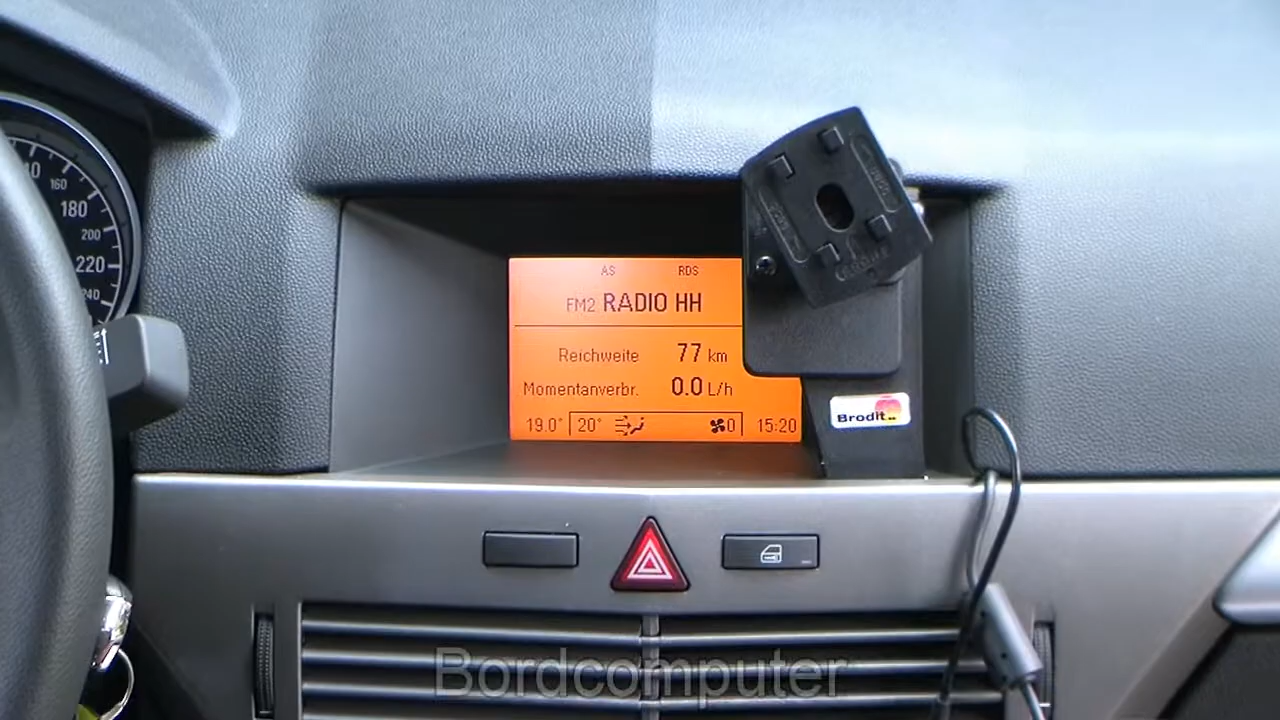 160
180
200
220
240
AS RDS
FM2 RADIO HH
Reichweite 77 km
Momentanverbr. 0.0 L/h
19.0° 20° 0 15:20
Brodit
Bordcomputer